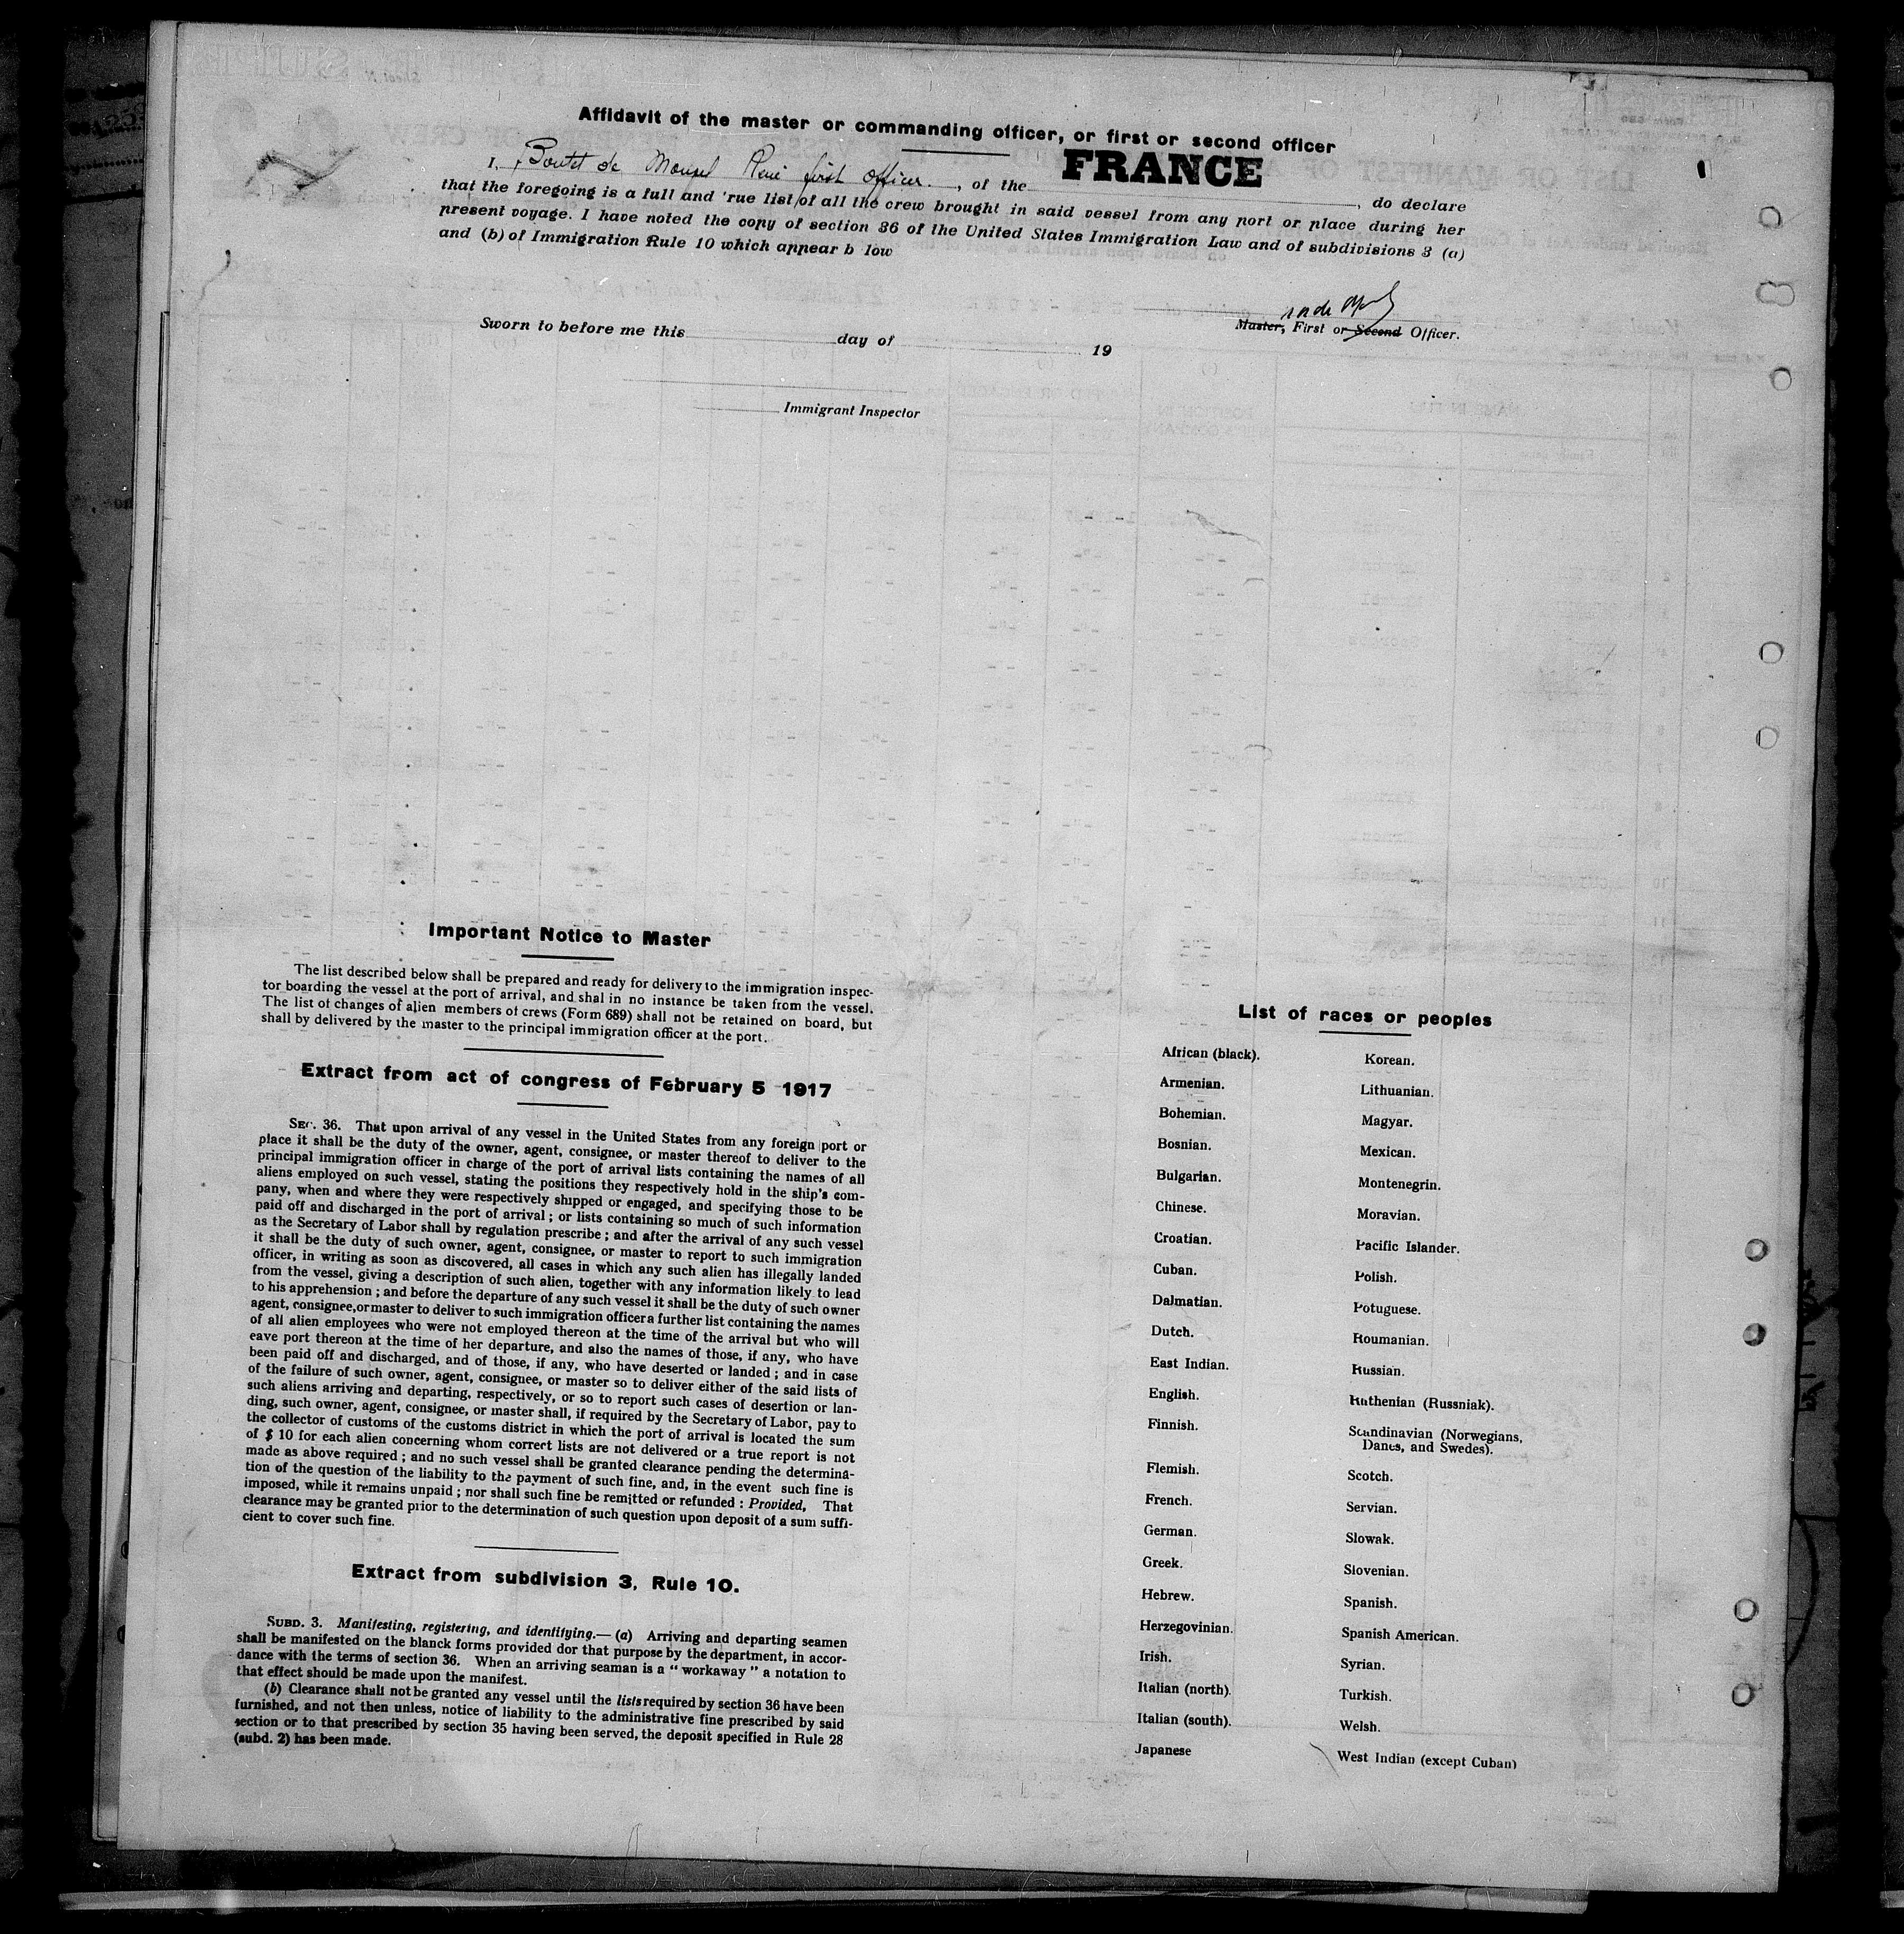 Affidavit of the master or commanding officer, or first or second officer
I, Boutet de Monvel René first officer, of the FRANCE, do declare
that the foregoing is a full and 'rue list of all the crew brought in said vessel from any port or place during her
present voyage. I have noted the copy of section 36 of the United States Immigration Law and of subdivisions 3 (a)
and (b) of Immigration Rule 10 which appear b low
Master, First or Second Officer.
Sworn to before me this day of 19
Immigrant Inspector
Important Notice to Master
The list described below shall be prepared and ready for delivery to the immigration inspec-
tor boarding the vessel at the port of arrival, and shal in no instance be taken from the vessel.
The list of changes of alien members of crews (Form 689) shall not be retained on board, but
shall by delivered by the master to the principal immigration officer at the port.
Extract from act of congress of February 5 1917
SEC. 36. That upon arrival of any vessel in the United States from any foreign port or
place it shall be the duty of the owner, agent, consignee, or master thereof to deliver to the
principal immigration officer in charge of the port of arrival lists containing the names of all
aliens employed on such vessel, stating the positions they respectively hold in the ship's com-
pany, when and where they were respectively shipped or engaged, and specifying those to be
paid off and discharged in the port of arrival ; or lists containing so much of such information
as the Secretary of Labor shall by regulation prescribe ; and after the arrival of any such vessel
it shall be the duty of such owner, agent, consignee, or master to report to such immigration
officer, in writing as soon as discovered, all cases in which any such alien has illegally landed
from the vessel, giving a description of such alien, together with any information likely to lead
to his apprehension ; and before the departure of any such vessel it shall be the duty of such owner
agent, consignee, or master to deliver to such immigration officer a further list containing the names
of all alien employees who were not employed thereon at the time of the arrival but who will
eave port thereon at the time of her departure, and also the names of those, if any, who have
been paid off and discharged, and of those, if any, who have deserted or landed ; and in case
of the failure of such owner, agent, consignee, or master so to deliver either of the said lists of
such aliens arriving and departing, respectively, or so to report such cases of desertion or lan-
ding, such owner, agent, consignee, or master shall, if required by the Secretary of Labor, pay to
the collector of customs of the customs district in which the port of arrival is located the sum
of $ 10 for each alien concerning whom correct lists are not delivered or a true report is not
made as above required ; and no such vessel shall be granted clearance pending the determina-
tion of the question of the liability to the payment of such fine, and, in the event such fine is
imposed, while it remains unpaid ; nor shall such fine be remitted or refunded : Provided, That
clearance may be granted prior to the determination of such question upon deposit of a sum suffi-
cient to cover such fine.
Extract from subdivision 3, Rule 10.
SUBD. 3. Manifesting, registering, and identifying.— (a) Arriving and departing seamen
shall be manifested on the blanck forms provided dor that purpose by the department, in accor-
dance with the terms of section 36. When an arriving seaman is a " workaway " a notation to
that effect should be made upon the manifest.
(b) Clearance shall not be granted any vessel until the lists required by section 36 have been
furnished, and not then unless, notice of liability to the administrative fine prescribed by said
section or to that prescribed by section 35 having been served, the deposit specified in Rule 28
(subd. 2) has been made.
List of races or peoples
African (black).
Armenian.
Bohemian.
Bosnian.
Bulgarian.
Chinese.
Croatian.
Cuban.
Dalmatian.
Dutch.
East Indian.
English.
Finnish.
Flemish.
French.
German.
Greek.
Hebrew.
Herzegovinian.
Irish.
Italian (north).
Italian (south).
Japanese
Korean.
Lithuanian.
Magyar.
Mexican.
Montenegrin.
Moravian.
Pacific Islander.
Polish.
Potuguese.
Roumanian.
Russian.
Ruthenian (Russniak).
Scandinavian (Norwegians,
Danes, and Swedes).
Scotch.
Servian.
Slowak.
Slovenian.
Spanish.
Spanish American.
Syrian.
Turkish.
Welsh.
West Indian (except Cuban)